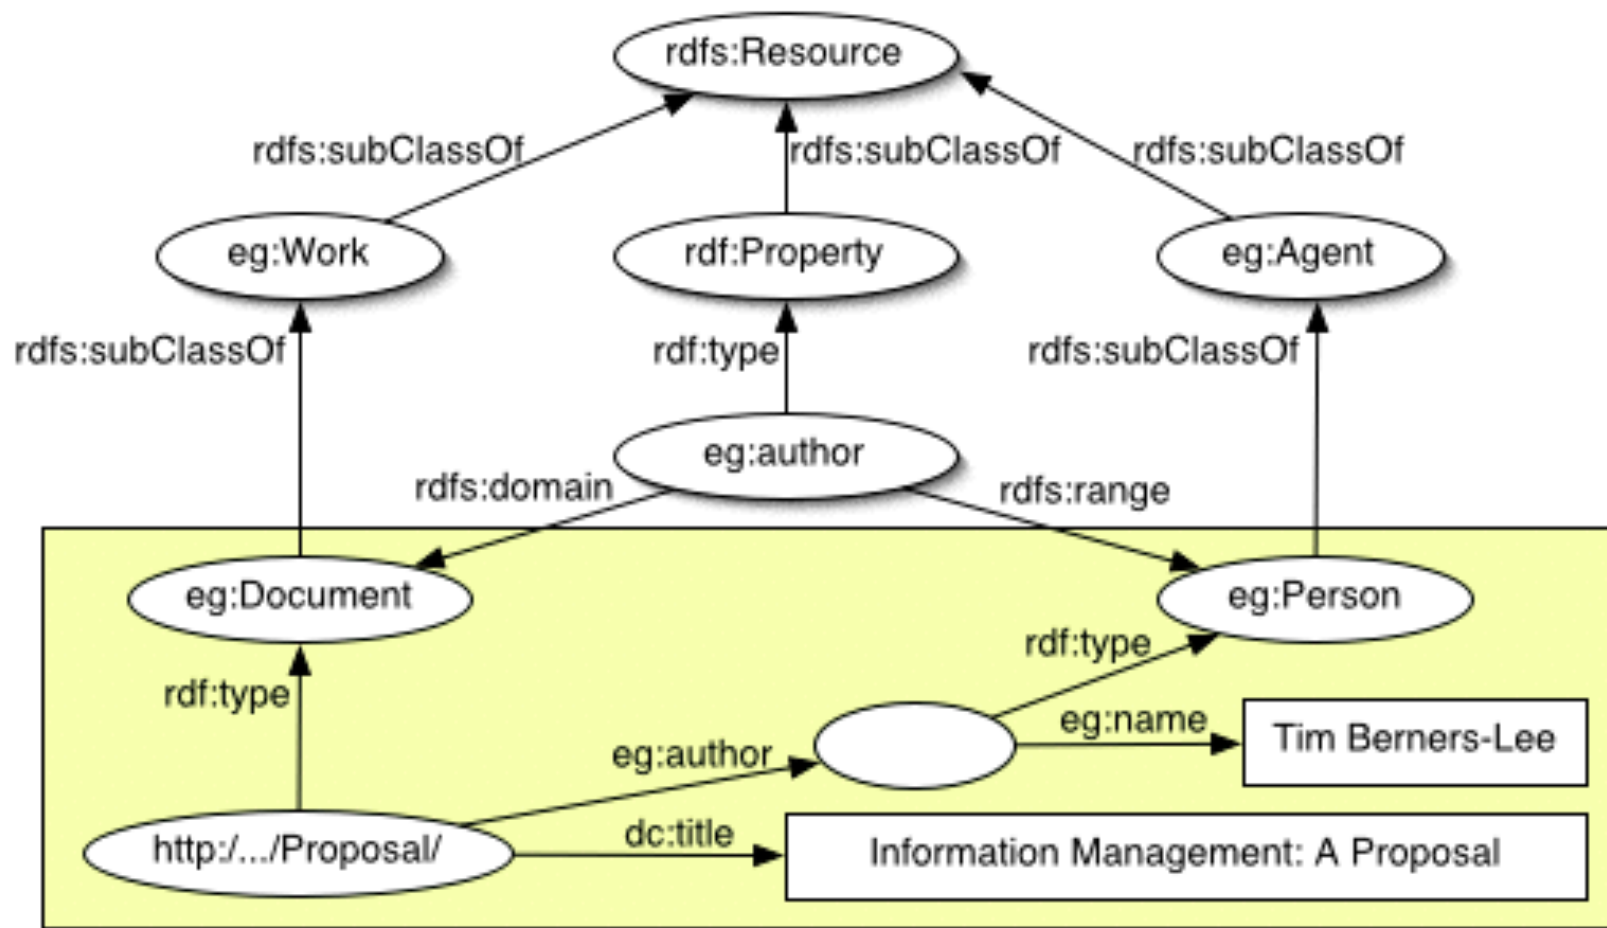 rdfs:Resource
rdfs:subClassOf
rdfs:subClassOf
rdfs:subClassOf
eg:Work
rdf:Property
eg:Agent
rdfs:subClassOf
rdf:type
rdfs:subClassOf
eg:author
rdfs:domain
rdfs:range
eg:Document
eg:Person
rdf:type
rdf:type
eg:name
Tim Berners-Lee
eg:author
dc:title
http:/.../Proposal/
Information Management: A Proposal